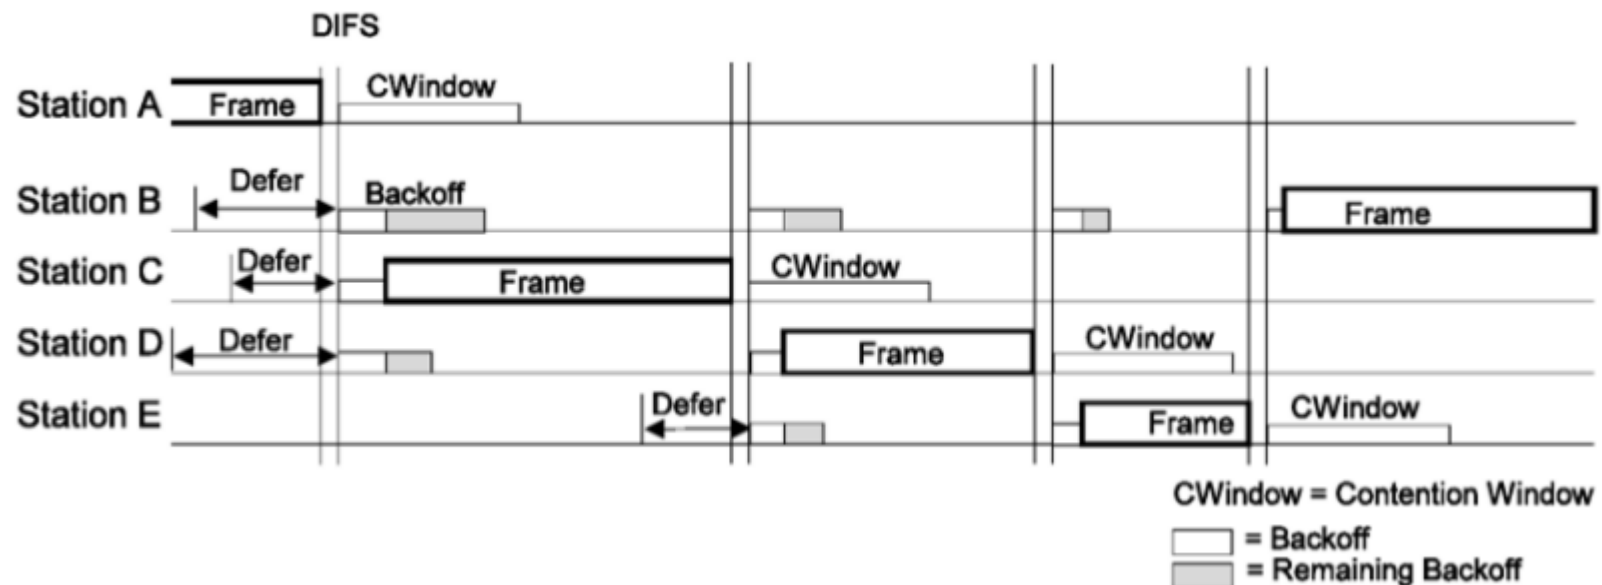 DIFS
Station A Frame CWindow
Station B Defer Backoff Frame
Station C Defer Frame CWindow
Station D Defer Frame CWindow
Station E Defer Frame CWindow
CWindow = Contention Window
= Backoff
= Remaining Backoff